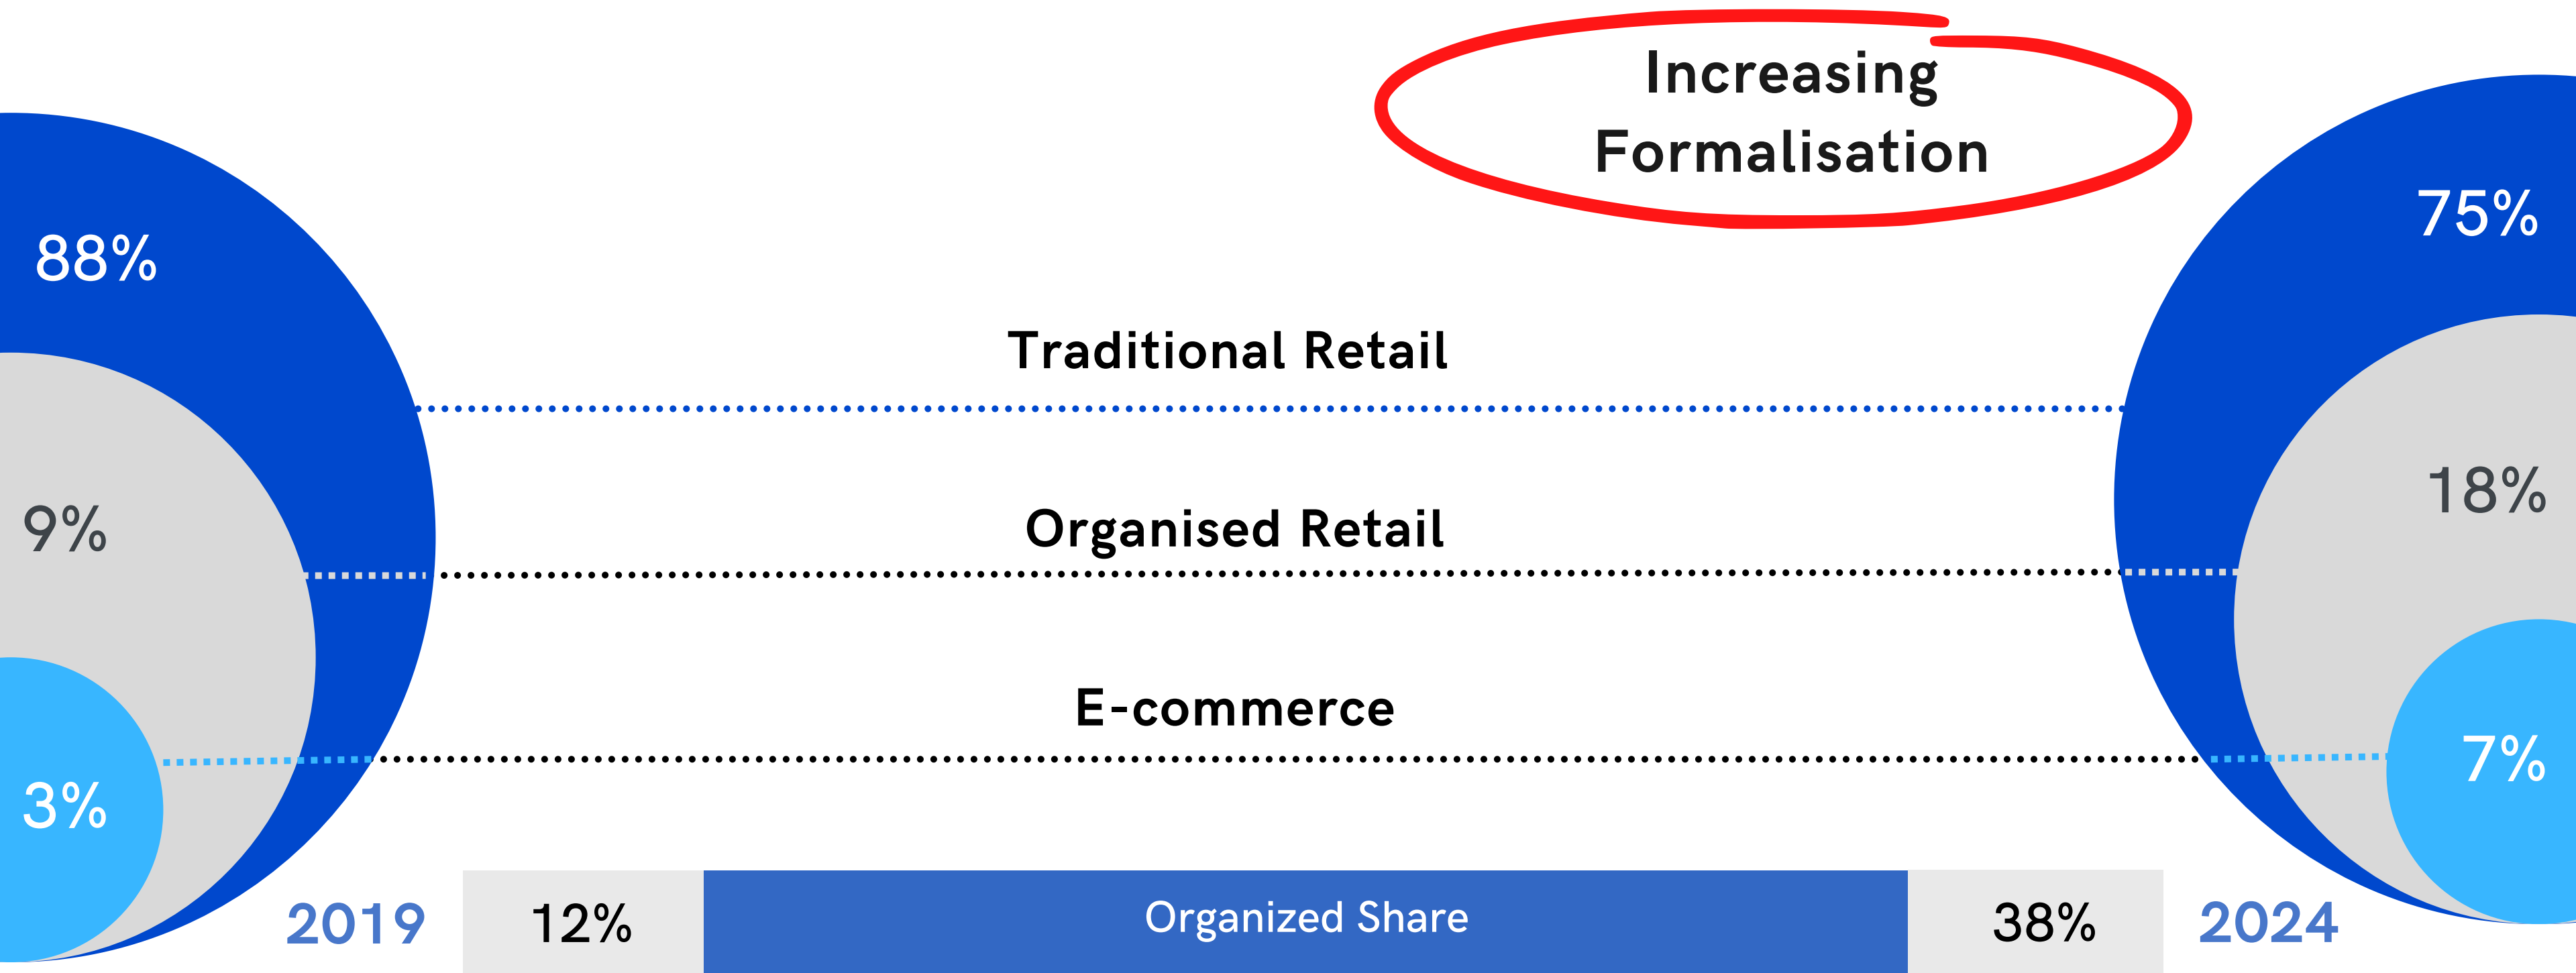 Increasing
Formalisation
88%
75%
Traditional Retail
9%
18%
Organised Retail
E-commerce
3%
7%
2019
12%
Organized Share
38%
2024